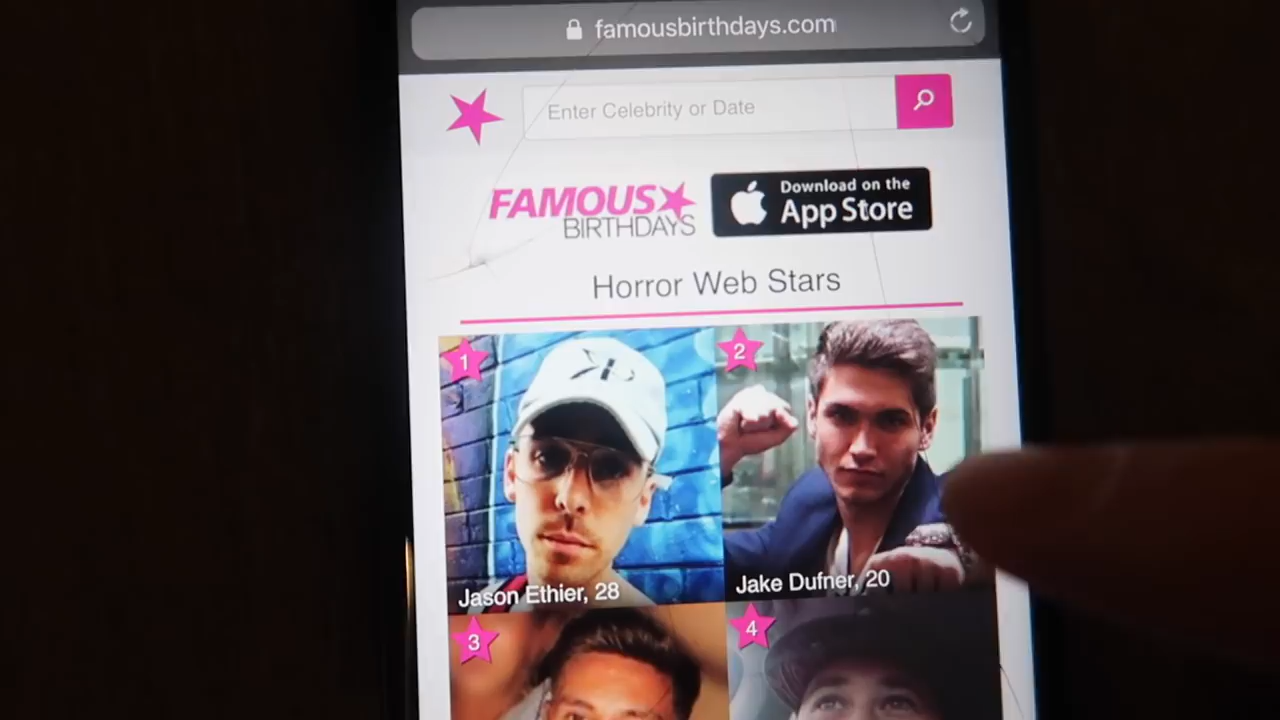 famousbirthdays.com
Enter Celebrity or Date
FAMOUS
BIRTHDAYS
Download on the
App Store
Horror Web Stars
1
2
Jason Ethier, 28
Jake Dufner, 20
3
4